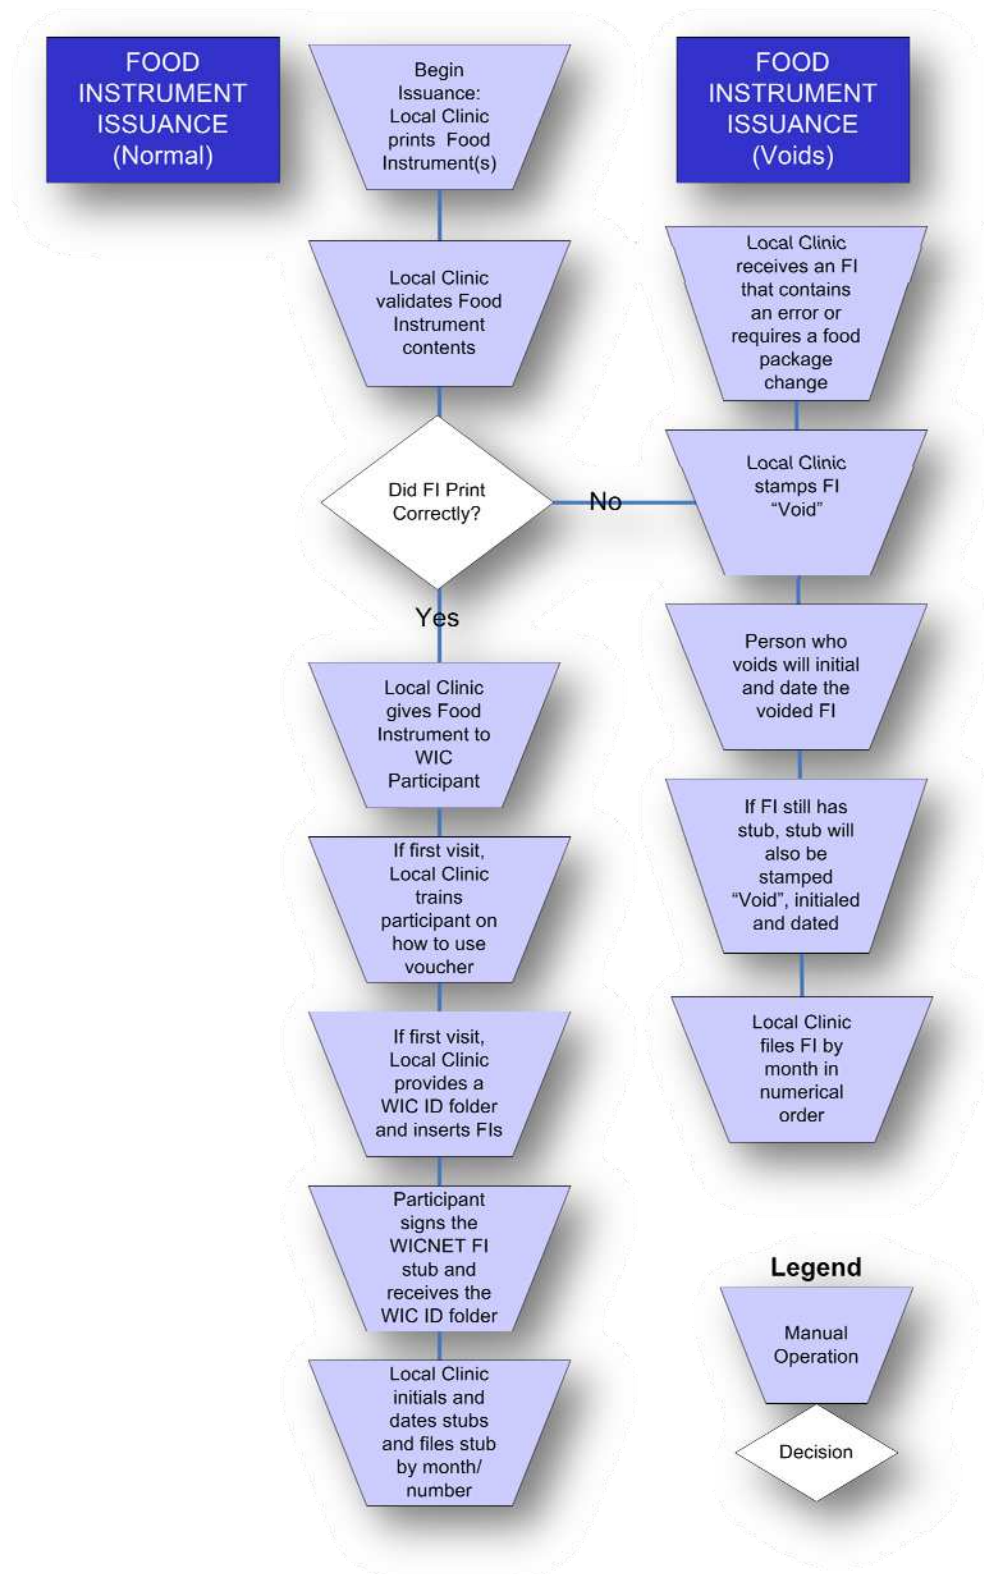 FOOD
INSTRUMENT
ISSUANCE
(Normal)
Begin
Issuance:
Local Clinic
prints Food
Instrument(s)
Local Clinic
validates Food
Instrument
contents
Did FI Print
Correctly?
No
Yes
Local Clinic
gives Food
Instrument to
WIC
Participant
If first visit,
Local Clinic
trains
participant on
how to use
voucher
If first visit,
Local Clinic
provides a
WIC ID folder
and inserts FIs
Participant
signs the
WICNET FI
stub and
receives the
WIC ID folder
Local Clinic
initials and
dates stubs
and files stub
by month/
number
FOOD
INSTRUMENT
ISSUANCE
(Voids)
Local Clinic
receives an FI
that contains
an error or
requires a food
package
change
Local Clinic
stamps FI
“Void”
Person who
voids will initial
and date the
voided FI
If FI still has
stub, stub will
also be
stamped
“Void”, initialed
and dated
Local Clinic
files FI by
month in
numerical
order
Legend
Manual
Operation
Decision